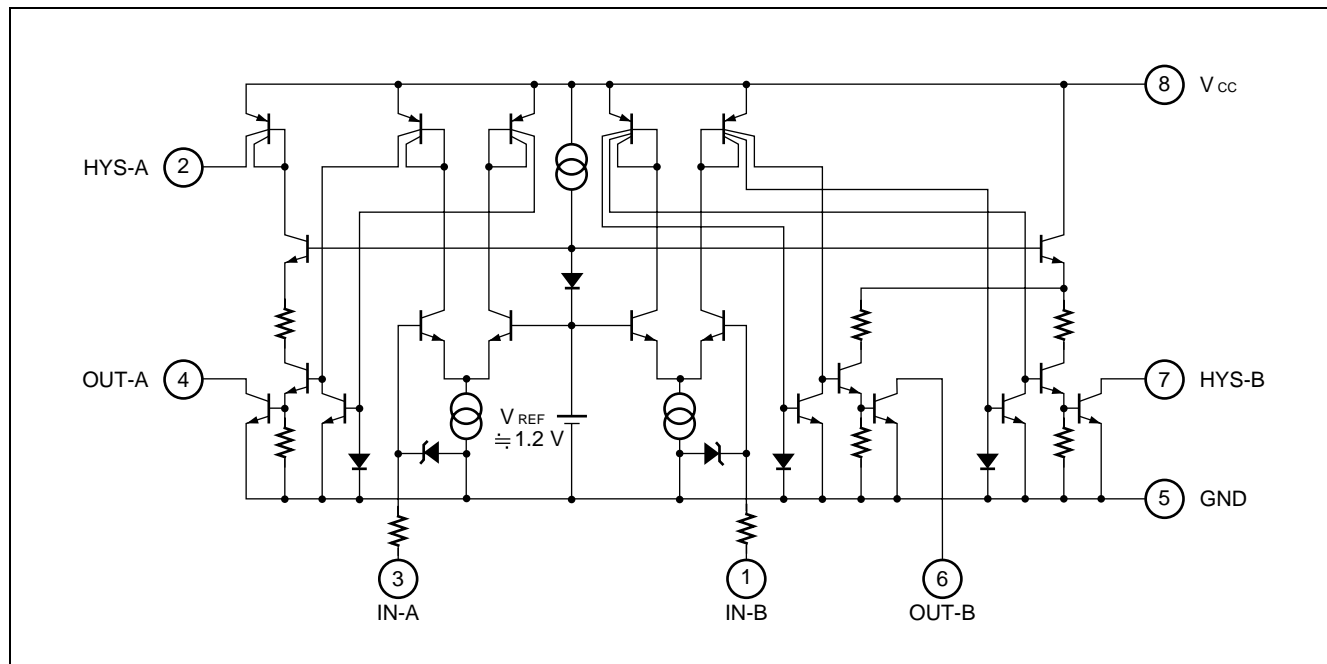 8 VCC
HYS-A 2
OUT-A 4
VREF
≒1.2 V
7 HYS-B
5 GND
3
IN-A
1
IN-B
6
OUT-B